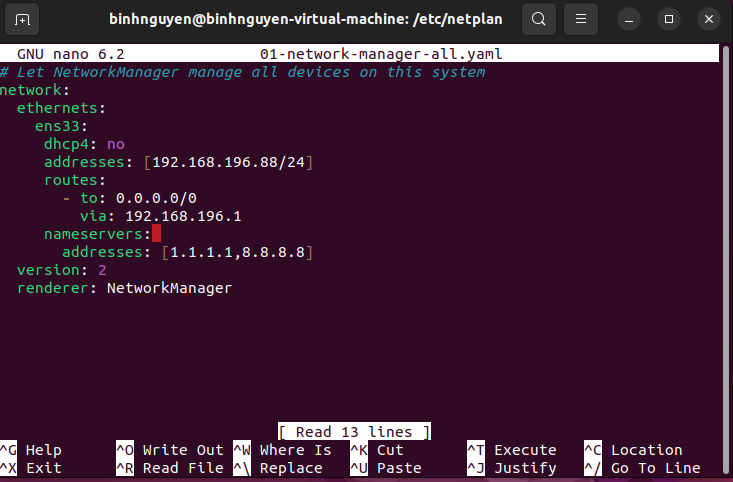 binhnguyen@binhnguyen-virtual-machine: /etc/netplan
GNU nano 6.2 01-network-manager-all.yaml
# Let NetworkManager manage all devices on this system
network:
  ethernets:
    ens33:
     dhcp4: no
     addresses: [192.168.196.88/24]
     routes:
       - to: 0.0.0.0/0
         via: 192.168.196.1
     nameservers:
       addresses: [1.1.1.1,8.8.8.8]
  version: 2
  renderer: NetworkManager
[ Read 13 lines ]
^G Help ^O Write Out ^W Where Is ^K Cut ^T Execute ^C Location
^X Exit ^R Read File ^\ Replace ^U Paste ^J Justify ^/ Go To Line